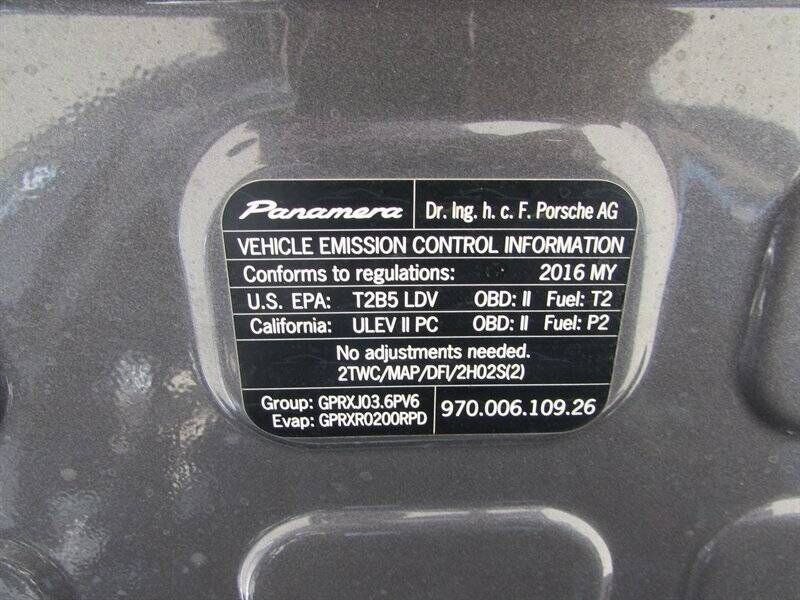 Panamera Dr. Ing. h. c. F. Porsche AG
VEHICLE EMISSION CONTROL INFORMATION
Conforms to regulations: 2016 MY
U.S. EPA: T2B5 LDV OBD: II Fuel: T2
California: ULEV II PC OBD: II Fuel: P2
No adjustments needed.
2TWC/MAP/DFI/2HO2S(2)
Group: GPRXJ03.6PV6
Evap: GPRXR0200RPD
970.006.109.26